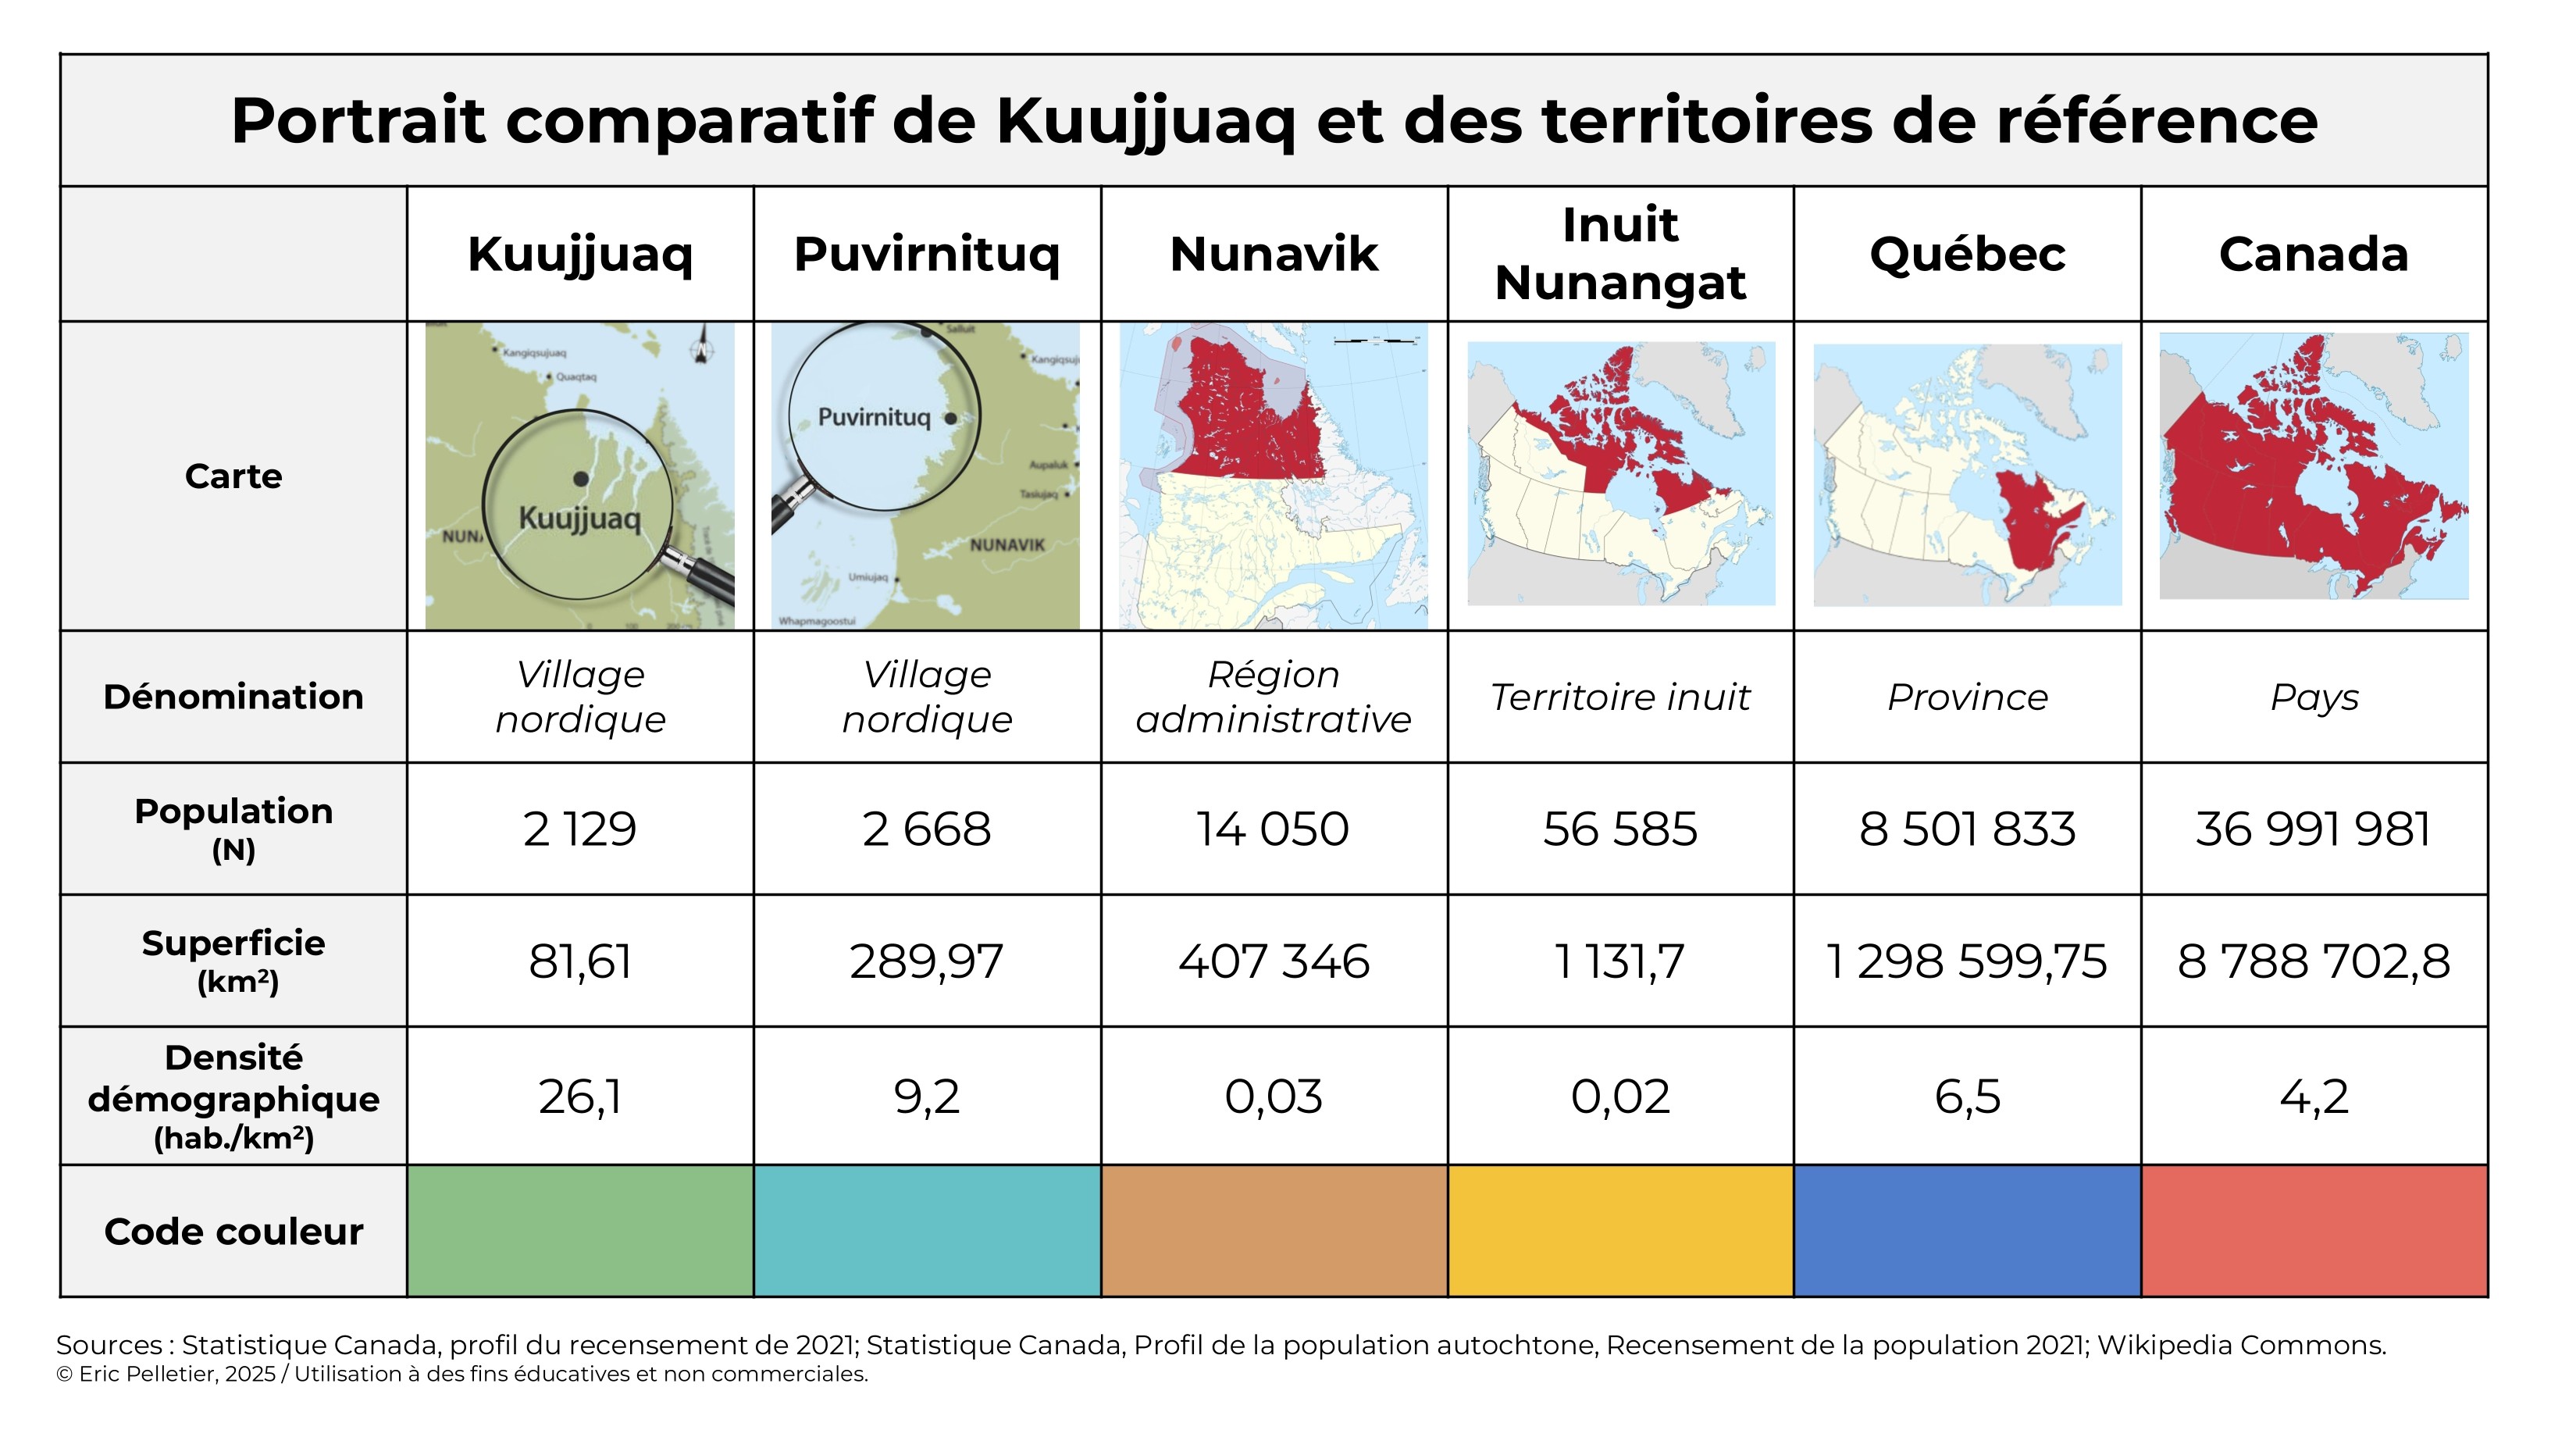 Portrait comparatif de Kuujjuaq et des territoires de référence
Kuujjuaq
Puvirnituq
Nunavik
Inuit
Nunangat
Québec
Canada
Carte
Kangiqsujuaq
Quaqtaq
Kuujjuaq
NUNA
Salluit
Kangiqsuj
Puvirnituq
Aupaluk
Tasiujaq
NUNAVIK
Umiujaq
Whapmagoostui
Dénomination
Village
nordique
Village
nordique
Région
administrative
Territoire inuit
Province
Pays
Population
(N)
2 129
2 668
14 050
56 585
8 501 833
36 991 981
Superficie
(km²)
81,61
289,97
407 346
1 131,7
1 298 599,75
8 788 702,8
Densité
démographique
(hab./km²)
26,1
9,2
0,03
0,02
6,5
4,2
Code couleur
Sources : Statistique Canada, profil du recensement de 2021; Statistique Canada, Profil de la population autochtone, Recensement de la population 2021; Wikipedia Commons.
© Eric Pelletier, 2025 / Utilisation à des fins éducatives et non commerciales.